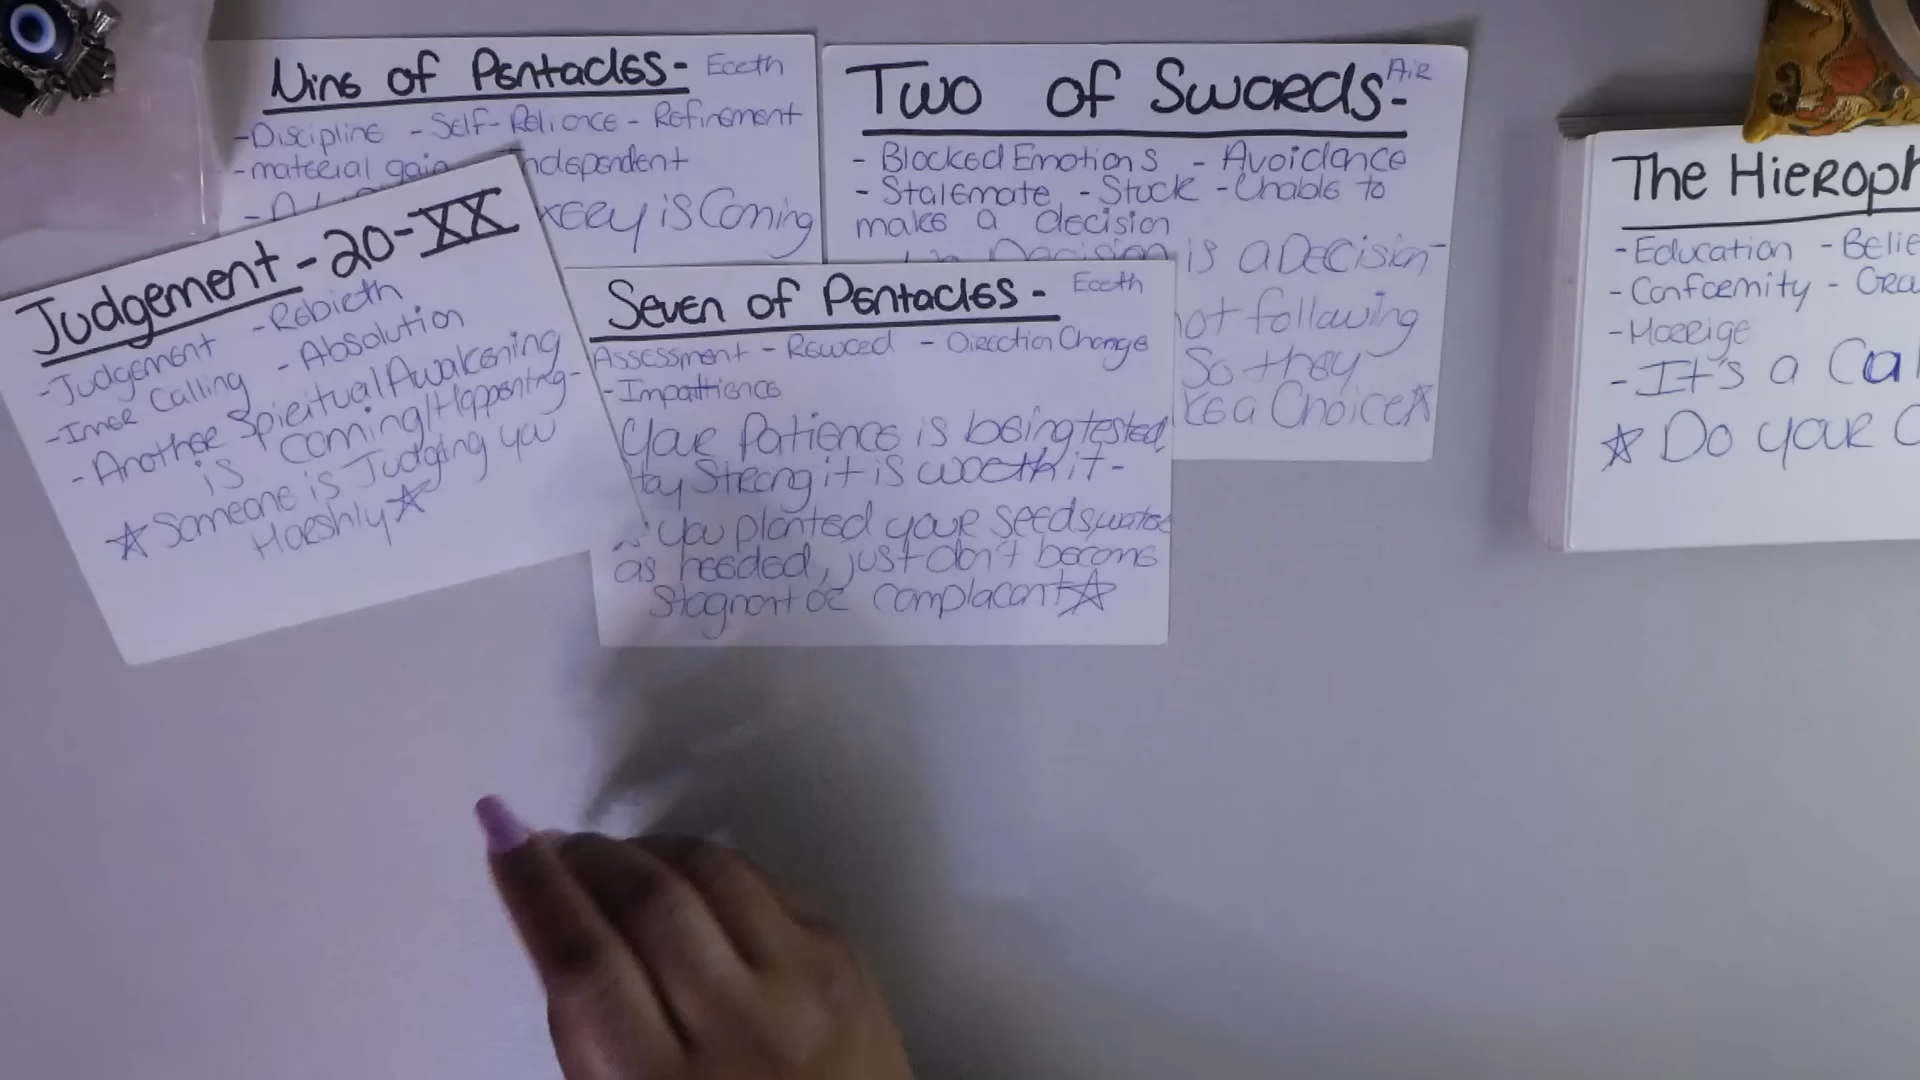 Nine of Pentacles- Earth
-Discipline -Self-Reliance - Refinement
-material gain independent
is Coming
Two of Swords- Air
- Blocked Emotions - Avoidance
- Stalemate - Stuck -Unable to
make a decision
Decision is a Decision-
not following
So they
a Choice☆
Judgement-20-XX
-Judgement -Rebirth
-Inner Calling - Absolution
- Another Spiritual Awakening
is Coming/Happening-
☆Someone is Judging you
Harshly☆
Seven of Pentacles- Earth
Assessment - Reward - Direction Change
- Impatience
Your Patience is being tested
Stay Strong it is worth it-
You planted your seeds, water
as needed, just don't become
Stagnant or Complacent☆
The Hieroph
-Education - Belie
-Conformity - Gra
-Marrige
-It's a Ca
☆ Do your